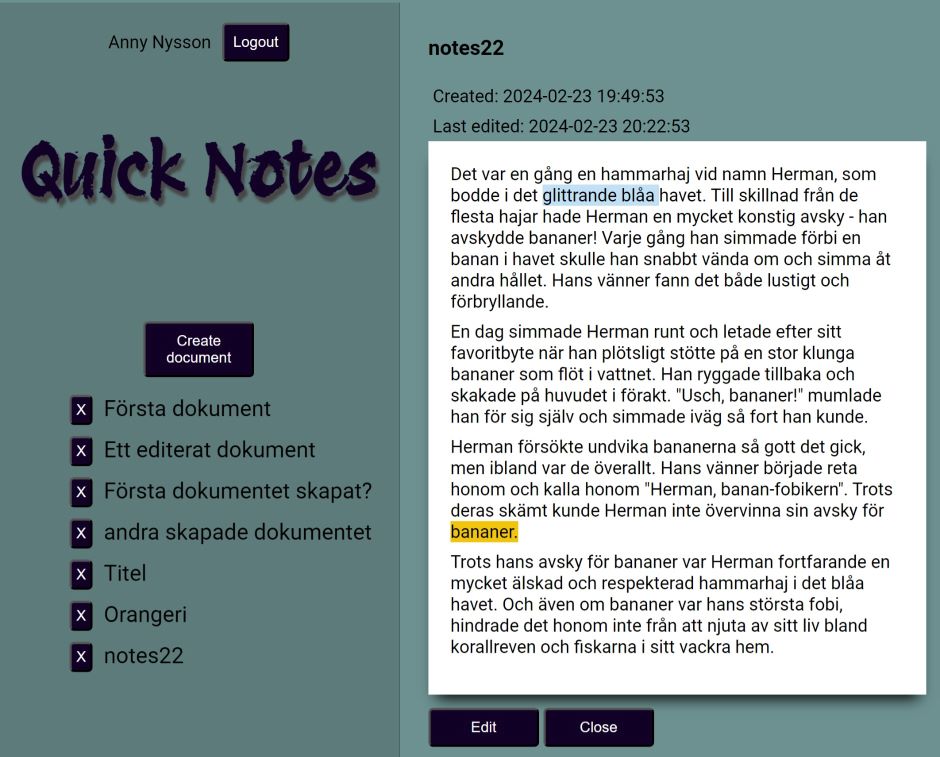 Anny Nysson Logout
Quick Notes
Create
document
X Första dokument
X Ett editerat dokument
X Första dokumentet skapat?
X andra skapade dokumentet
X Titel
X Orangeri
X notes22
notes22
Created: 2024-02-23 19:49:53
Last edited: 2024-02-23 20:22:53
Det var en gång en hammarhaj vid namn Herman, som
bodde i det glittrande blåa havet. Till skillnad från de
flesta hajar hade Herman en mycket konstig avsky - han
avskydde bananer! Varje gång han simmade förbi en
banan i havet skulle han snabbt vända om och simma åt
andra hållet. Hans vänner fann det både lustigt och
förbryllande.
En dag simmade Herman runt och letade efter sitt
favoritbyte när han plötsligt stötte på en stor klunga
bananer som flöt i vattnet. Han ryggade tillbaka och
skakade på huvudet i förakt. "Usch, bananer!" mumlade
han för sig själv och simmade iväg så fort han kunde.
Herman försökte undvika bananerna så gott det gick,
men ibland var de överallt. Hans vänner började reta
honom och kalla honom "Herman, banan-fobikern". Trots
deras skämt kunde Herman inte övervinna sin avsky för
bananer.
Trots hans avsky för bananer var Herman fortfarande en
mycket älskad och respekterad hammarhaj i det blåa
havet. Och även om bananer var hans största fobi,
hindrade det honom inte från att njuta av sitt liv bland
korallreven och fiskarna i sitt vackra hem.
Edit Close